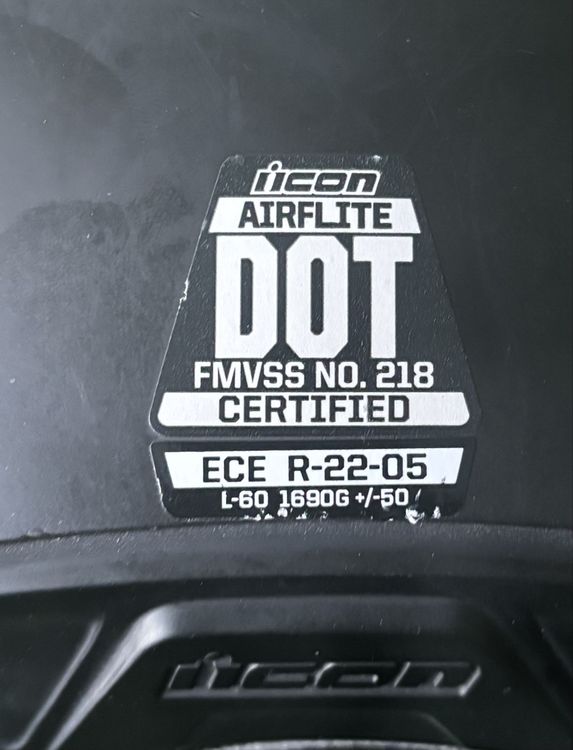 icon
AIRFLITE
DOT
FMVSS NO. 218
CERTIFIED
ECE R-22-05
L-60 1690G +/-50
icon